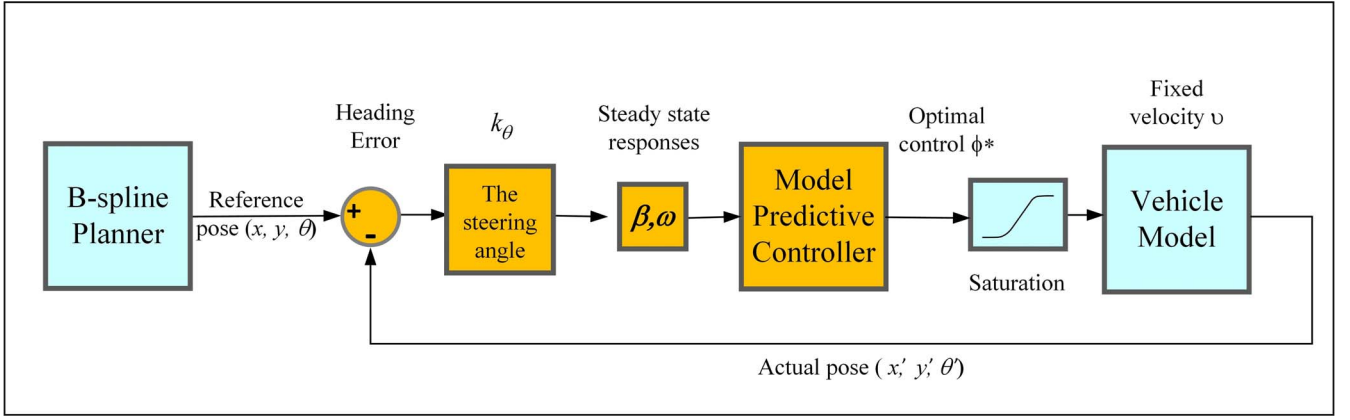 B-spline
Planner
Reference
pose (x, y, θ)
Heading
Error
+
-
kθ
The
steering
angle
Steady state
responses
β,ω
Model
Predictive
Controller
Optimal
control ϕ*
Saturation
Fixed
velocity υ
Vehicle
Model
Actual pose ( x′, y′, θ′)